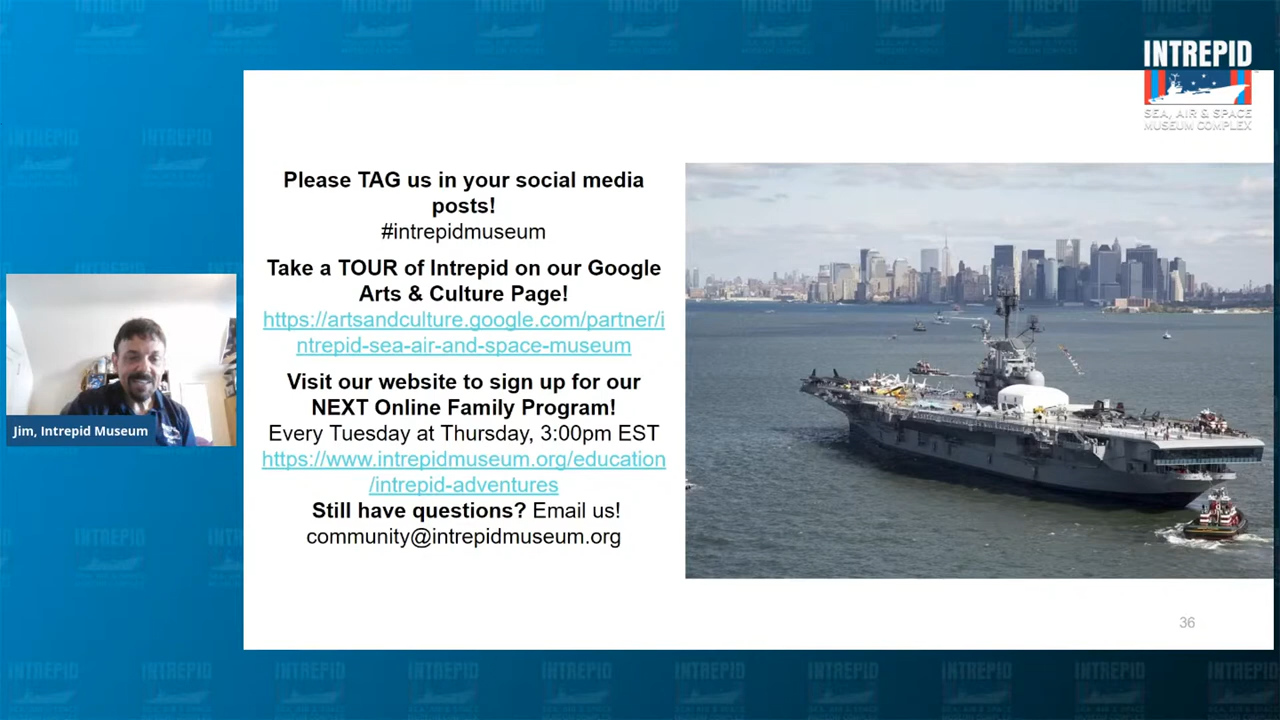 INTREPID
SEA, AIR & SPACE
MUSEUM COMPLEX
Please TAG us in your social media
posts!
#intrepidmuseum
Take a TOUR of Intrepid on our Google
Arts & Culture Page!
https://artsandculture.google.com/partner/i
ntrepid-sea-air-and-space-museum
Visit our website to sign up for our
NEXT Online Family Program!
Every Tuesday at Thursday, 3:00pm EST
https://www.intrepidmuseum.org/education
/intrepid-adventures
Still have questions? Email us!
community@intrepidmuseum.org
Jim, Intrepid Museum
36